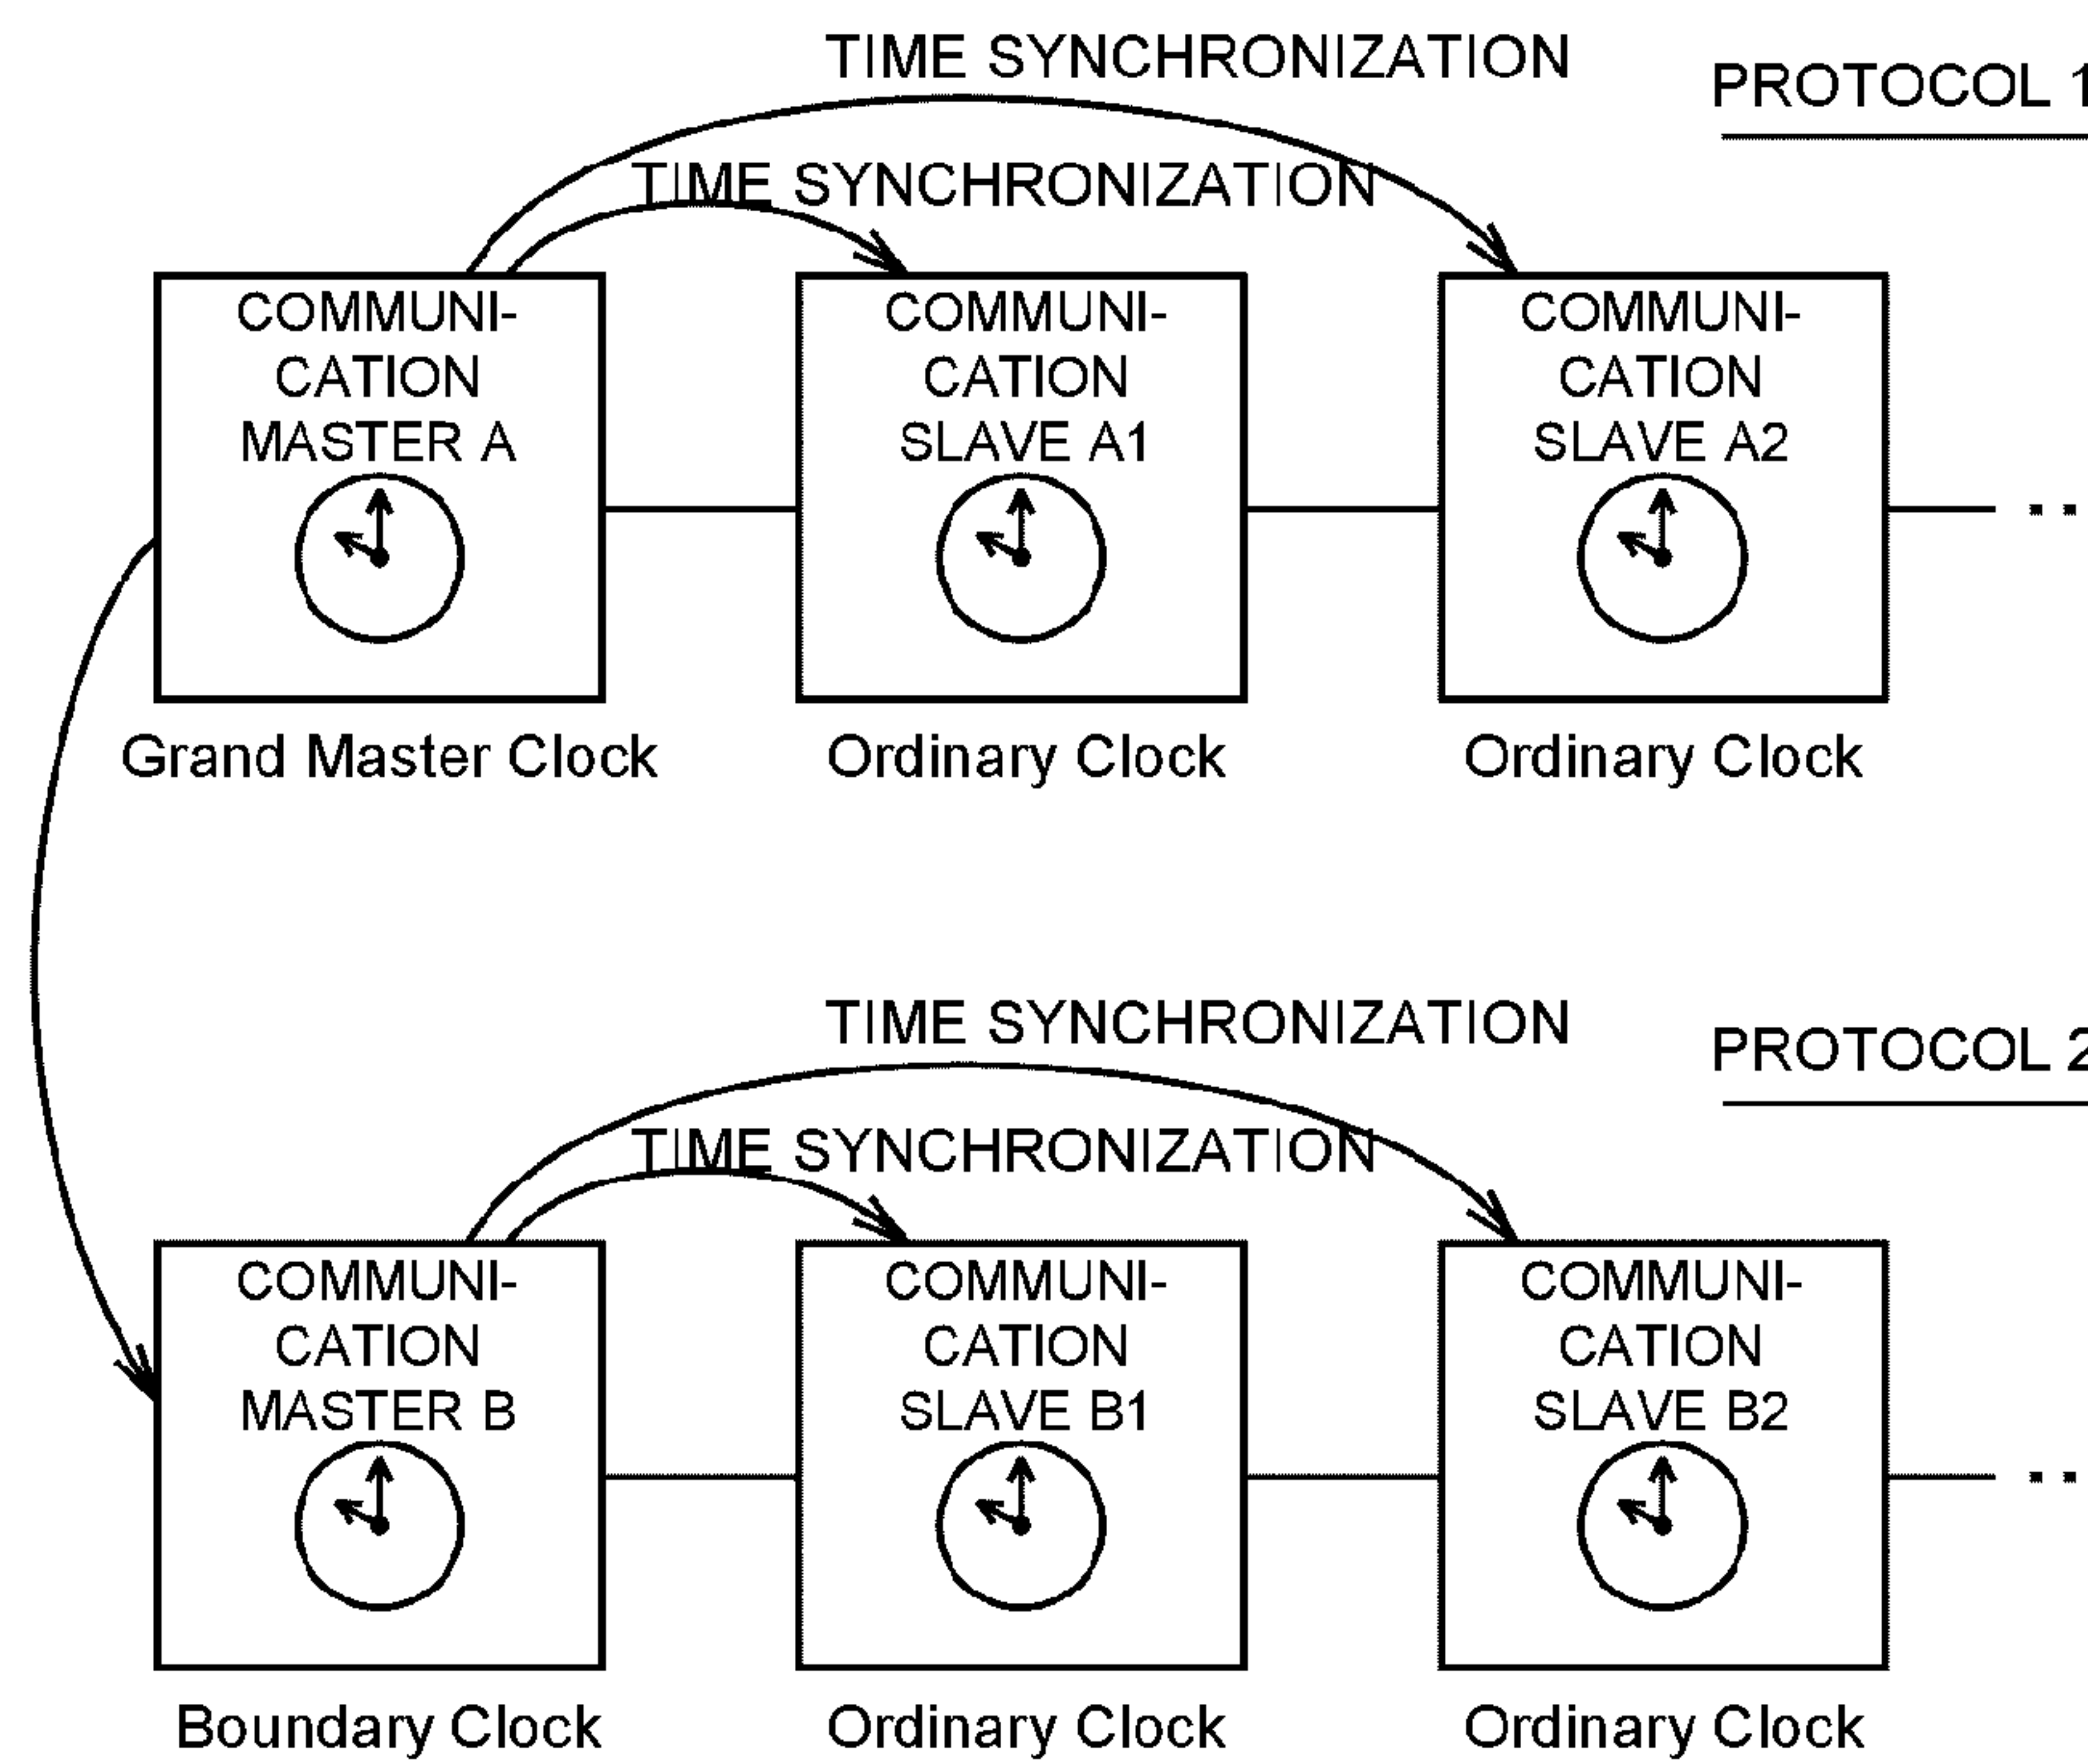 TIME SYNCHRONIZATION
PROTOCOL 1
TIME SYNCHRONIZATION
COMMUNI-
CATION
MASTER A
COMMUNI-
CATION
SLAVE A1
COMMUNI-
CATION
SLAVE A2
Grand Master Clock
Ordinary Clock
Ordinary Clock
TIME SYNCHRONIZATION
PROTOCOL 2
TIME SYNCHRONIZATION
COMMUNI-
CATION
MASTER B
COMMUNI-
CATION
SLAVE B1
COMMUNI-
CATION
SLAVE B2
Boundary Clock
Ordinary Clock
Ordinary Clock